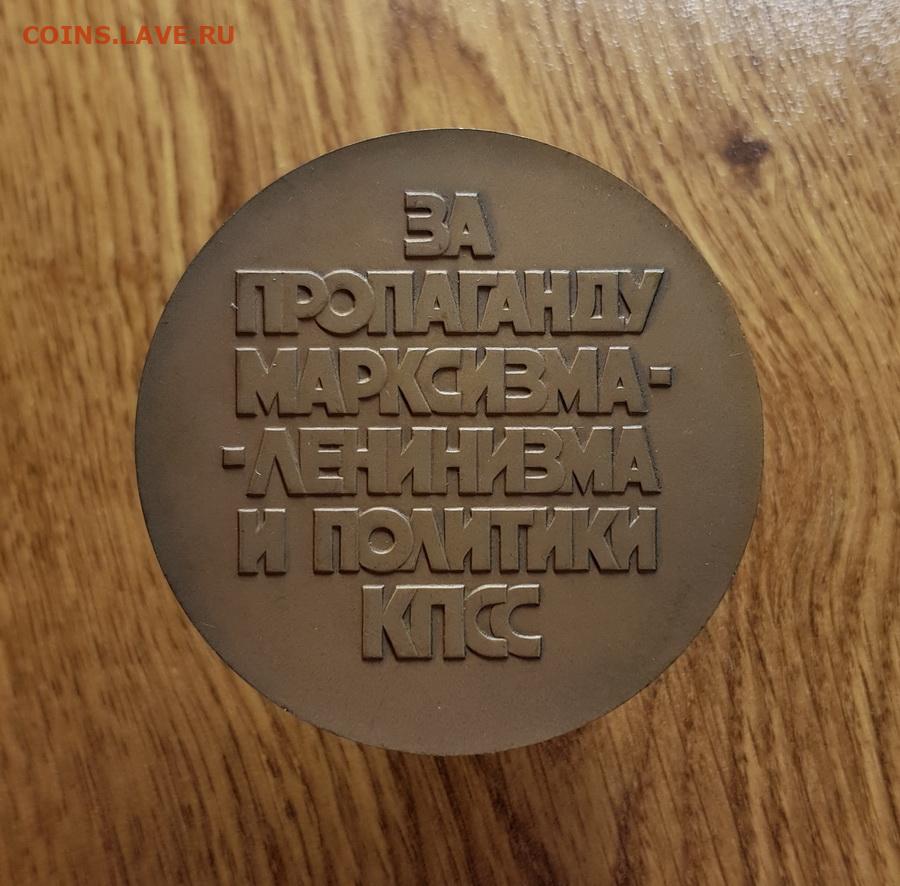 COINS.LAVE.RU
ЗА
ПРОПАГАНДУ
МАРКСИЗМА-
-ЛЕНИНИЗМА
И ПОЛИТИКИ
КПСС